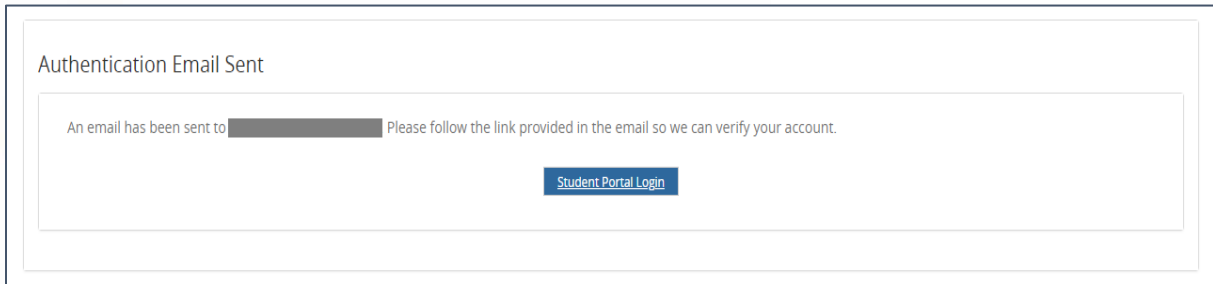 Authentication Email Sent
An email has been sent to Please follow the link provided in the email so we can verify your account.
Student Portal Login